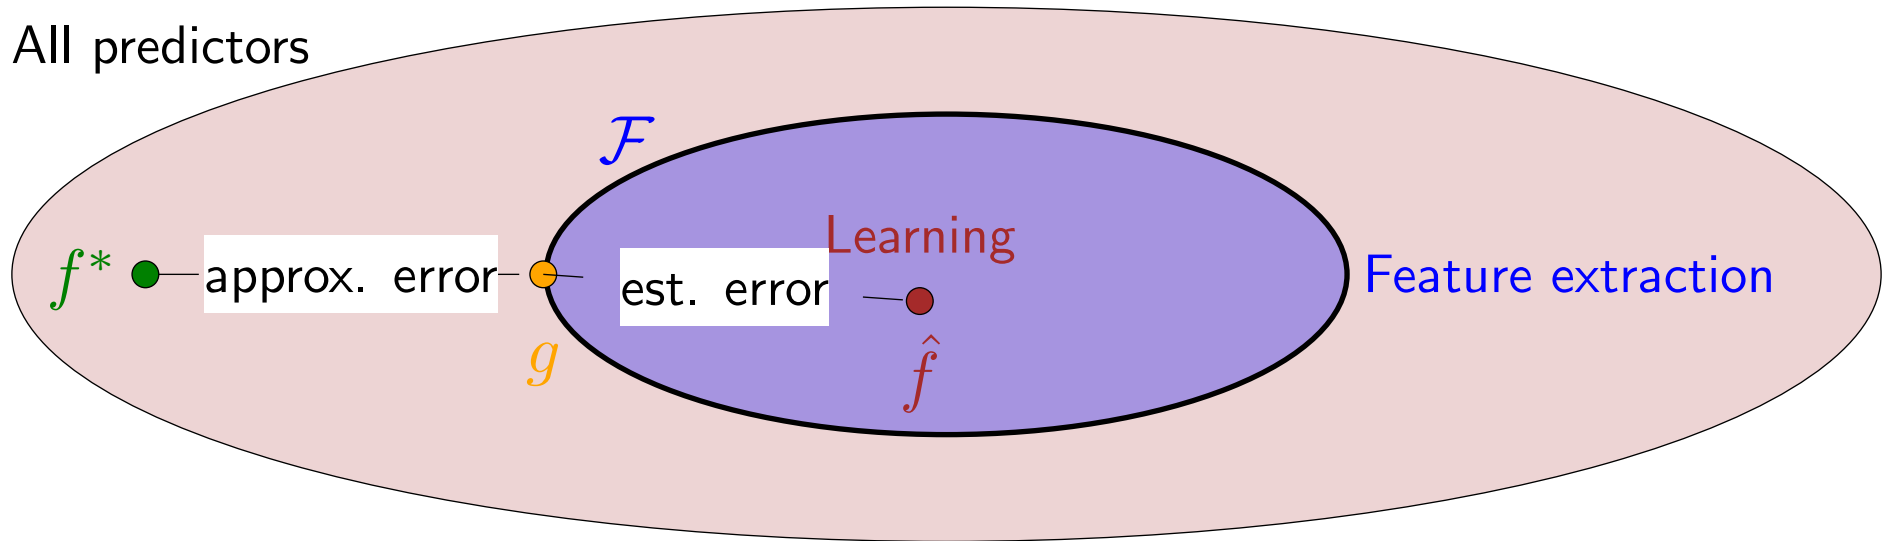 All predictors
𝓕
Learning
f* approx. error est. error Feature extraction
g
f̂